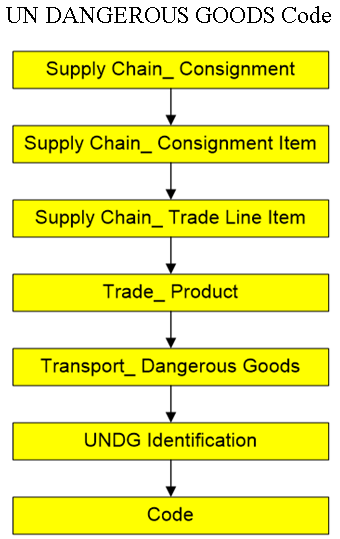 UN DANGEROUS GOODS Code
Supply Chain_ Consignment
Supply Chain_ Consignment Item
Supply Chain_ Trade Line Item
Trade_ Product
Transport_ Dangerous Goods
UNDG Identification
Code